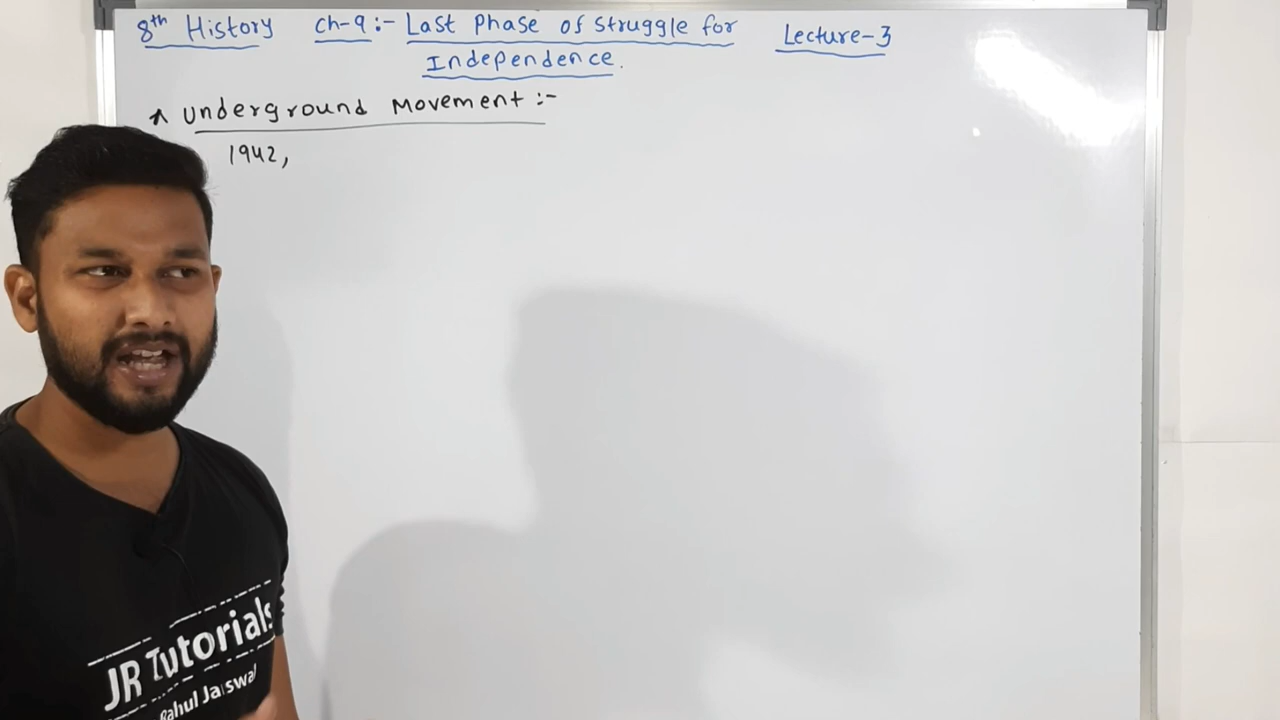 8th History ch-9:- Last Phase of Struggle for Lecture-3
Independence.
* Underground Movement :-
1942,
JR Tutorials
Rahul Jaiswal